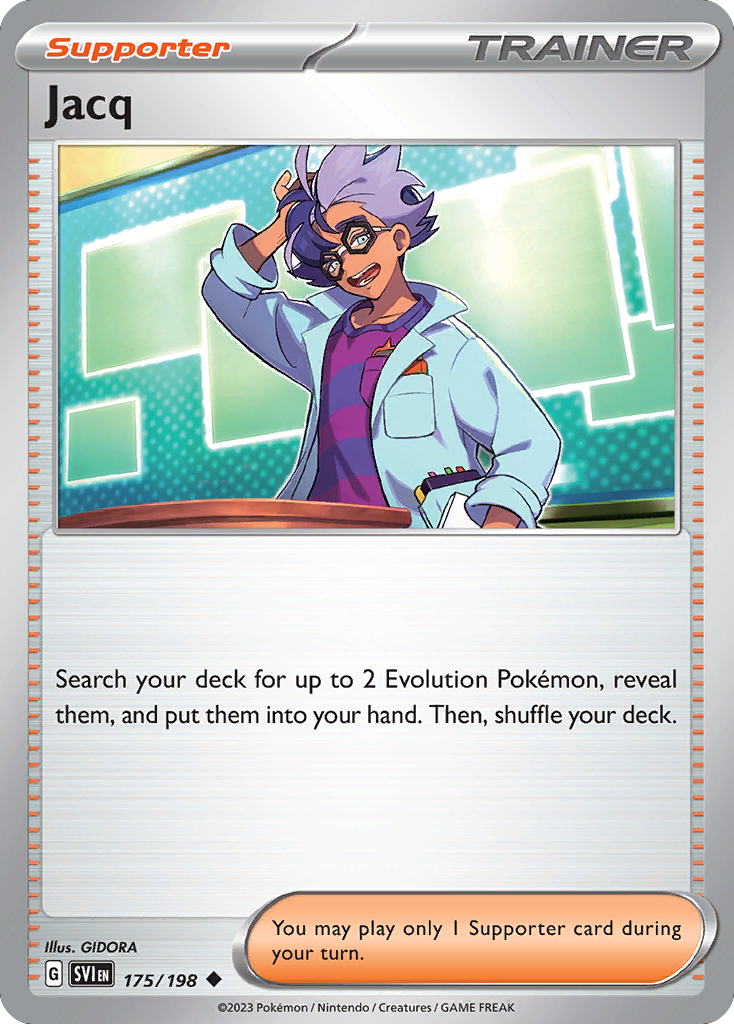 Supporter
TRAINER
Jacq
Search your deck for up to 2 Evolution Pokémon, reveal
them, and put them into your hand. Then, shuffle your deck.
You may play only 1 Supporter card during
your turn.
Illus. GIDORA
G SVI EN 175/198
©2023 Pokémon / Nintendo / Creatures / GAME FREAK